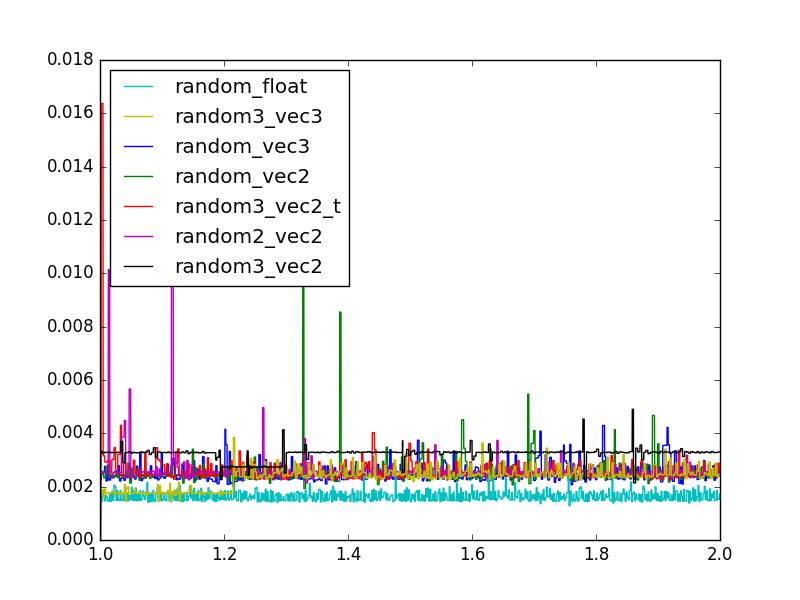 0.018
0.016
0.014
0.012
0.010
0.008
0.006
0.004
0.002
0.000
random_float
random3_vec3
random_vec3
random_vec2
random3_vec2_t
random2_vec2
random3_vec2
1.0 1.2 1.4 1.6 1.8 2.0